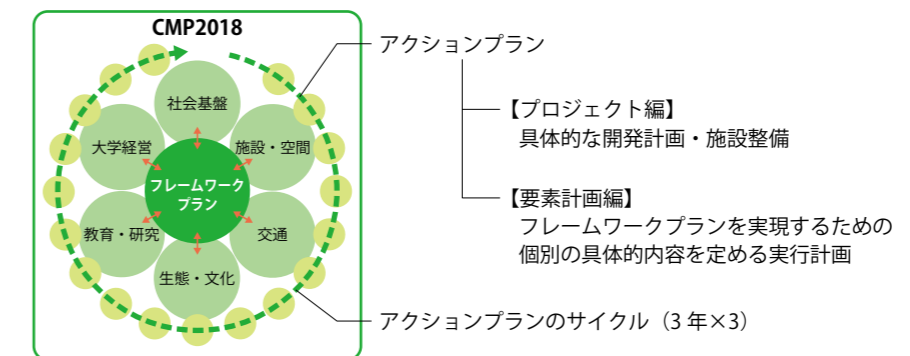 CMP2018
社会基盤
大学経営
施設・空間
フレームワーク
プラン
教育・研究
交通
生態・文化
アクションプラン
【プロジェクト編】
具体的な開発計画・施設整備
【要素計画編】
フレームワークプランを実現するための
個別の具体的内容を定める実行計画
アクションプランのサイクル（3 年×3）